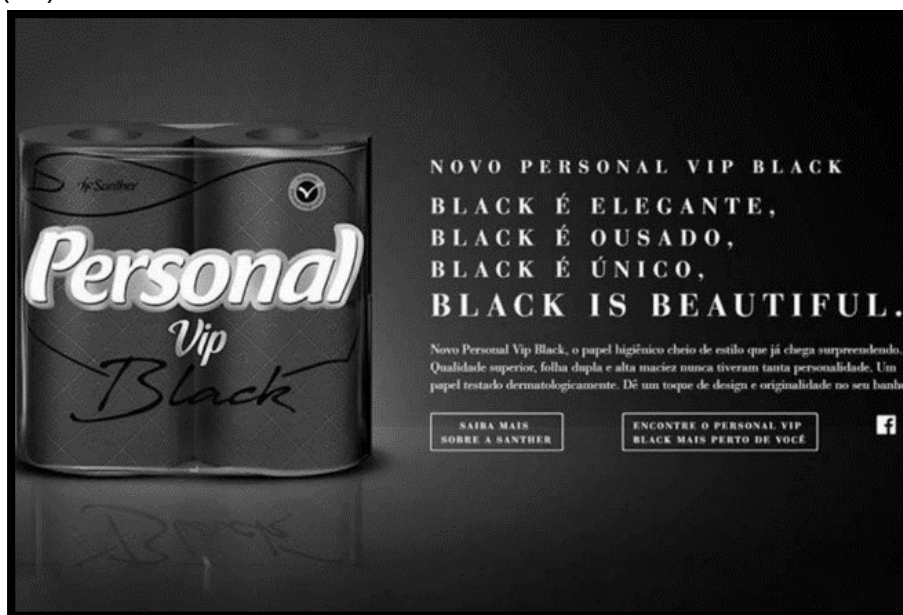 Santher
Personal
Vip
Black
NOVO PERSONAL VIP BLACK
BLACK É ELEGANTE,
BLACK É OUSADO,
BLACK É ÚNICO,
BLACK IS BEAUTIFUL.
Novo Personal Vip Black, o papel higiênico cheio de estilo que já chega surpreendendo.
Qualidade superior, folha dupla e alta maciez nunca tiveram tanta personalidade. Um
papel testado dermatologicamente. Dê um toque de design e originalidade no seu banhe
SAIBA MAIS
SOBRE A SANTHER
ENCONTRE O PERSONAL VIP
BLACK MAIS PERTO DE VOCÊ
f